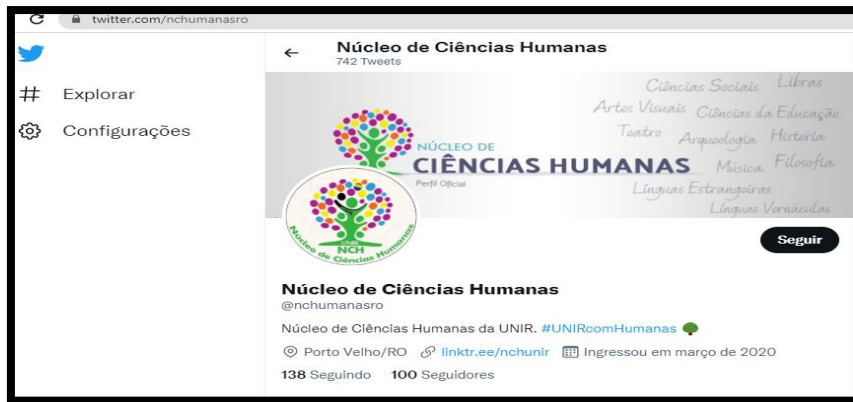 twitter.com/nchumanasro
Núcleo de Ciências Humanas
742 Tweets
Explorar
Configurações
Ciências Sociais Libras
Artes Visuais Ciências da Educação
Teatro Arqueologia História
Música Filosofia
Línguas Estrangeiras
Línguas Vernáculas
NÚCLEO DE
CIÊNCIAS HUMANAS
Perfil Oficial
UNIR
NCH
Núcleo de Ciências Humanas
Seguir
Núcleo de Ciências Humanas
@nchumanasro
Núcleo de Ciências Humanas da UNIR. #UNIRcomHumanas
Porto Velho/RO linktr.ee/nchunir Ingressou em março de 2020
138 Seguindo 100 Seguidores